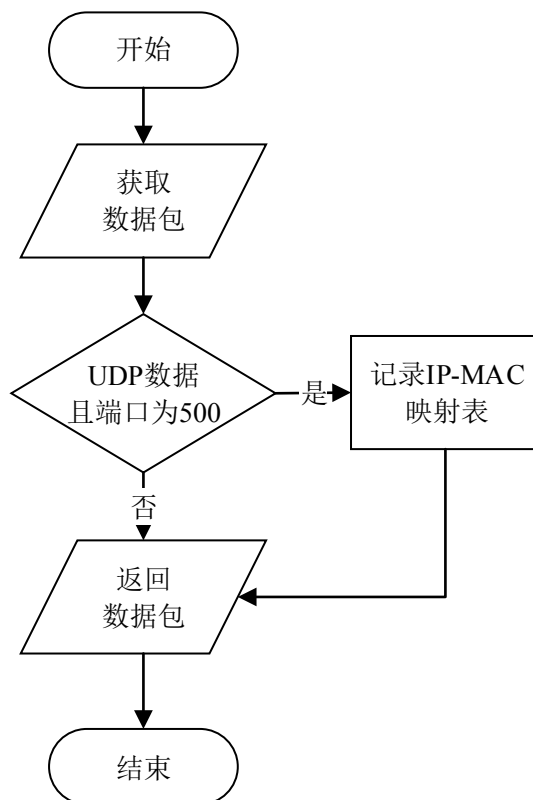 开始
获取
数据包
UDP数据
且端口为500
是
记录IP-MAC
映射表
否
返回
数据包
结束